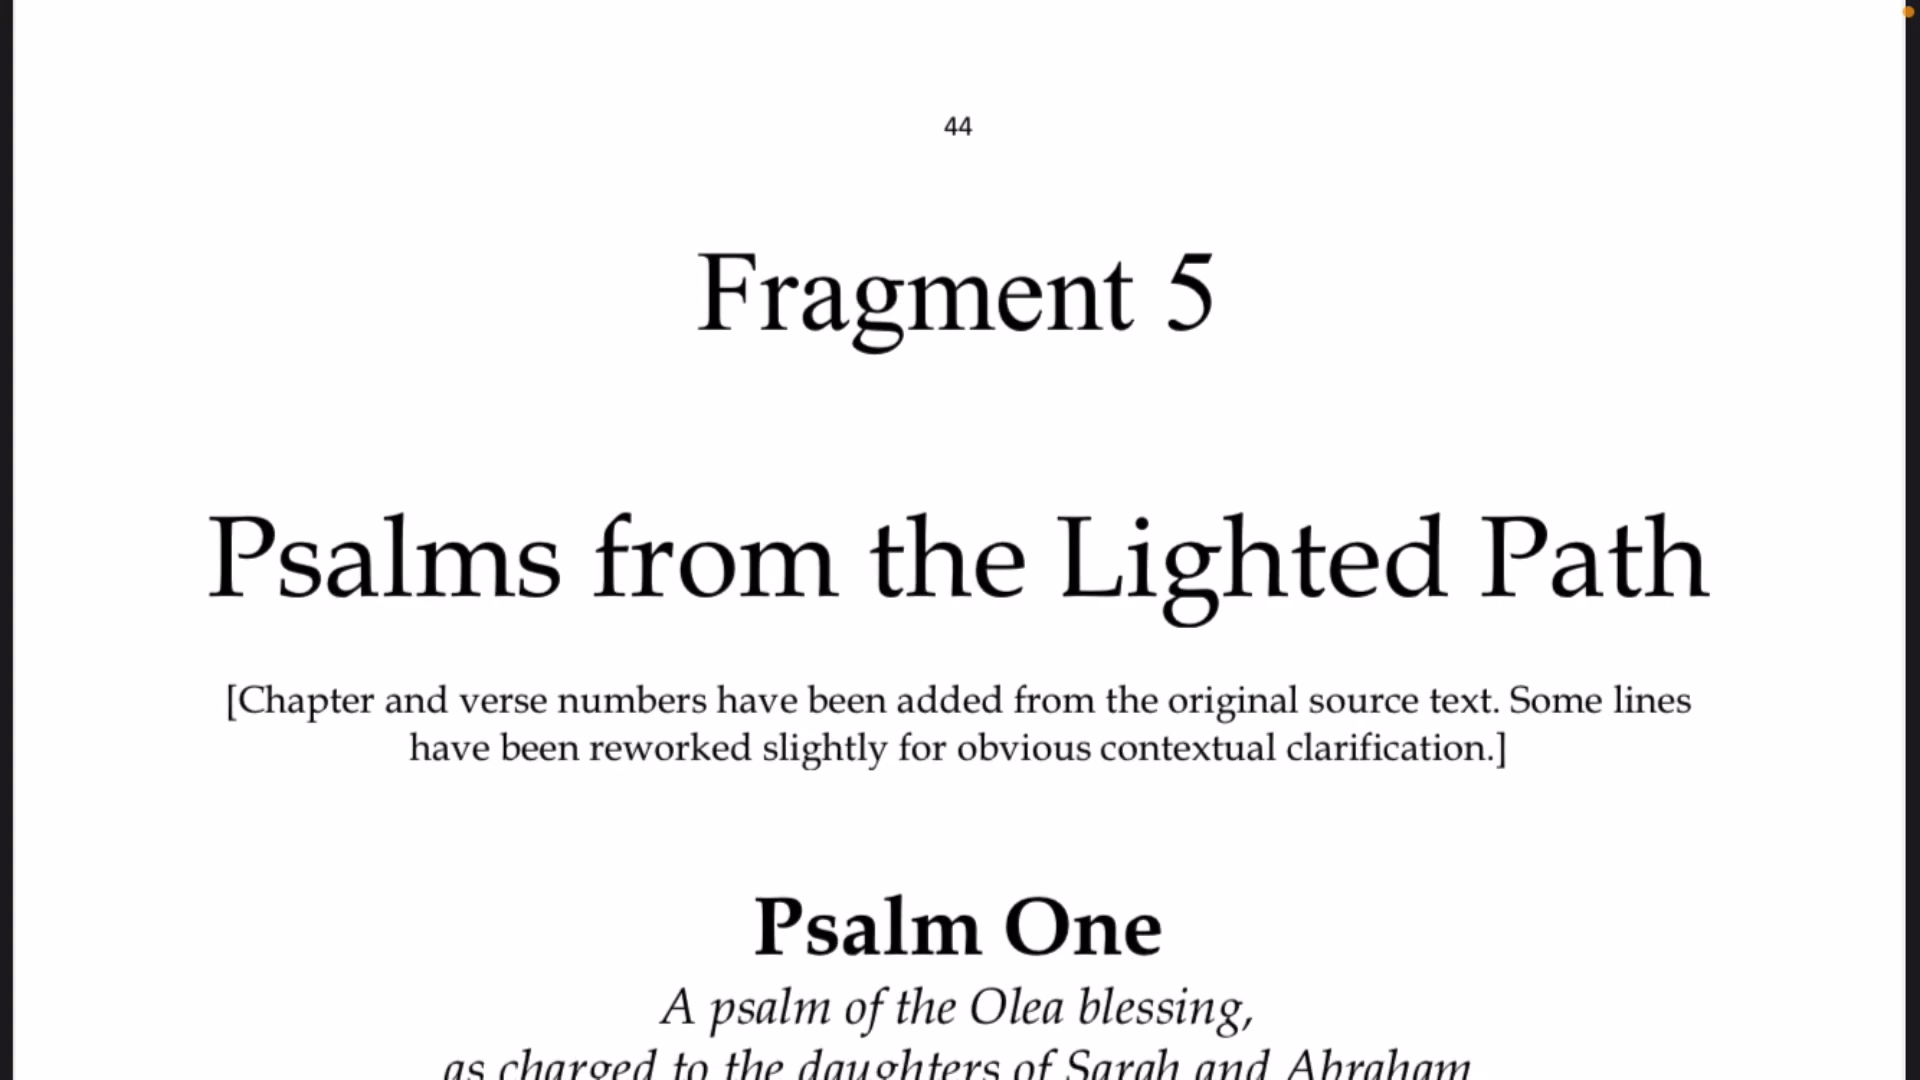 44
Fragment 5
Psalms from the Lighted Path
[Chapter and verse numbers have been added from the original source text. Some lines
have been reworked slightly for obvious contextual clarification.]
Psalm One
A psalm of the Olea blessing,
as charged to the daughters of Sarah and Abraham